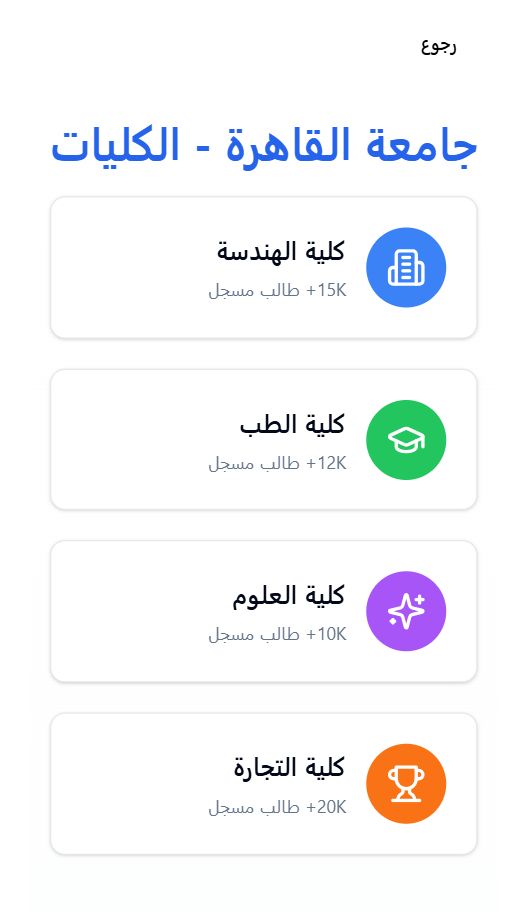 رجوع
جامعة القاهرة - الكليات
كلية الهندسة
15K+ طالب مسجل
كلية الطب
12K+ طالب مسجل
كلية العلوم
10K+ طالب مسجل
كلية التجارة
20K+ طالب مسجل